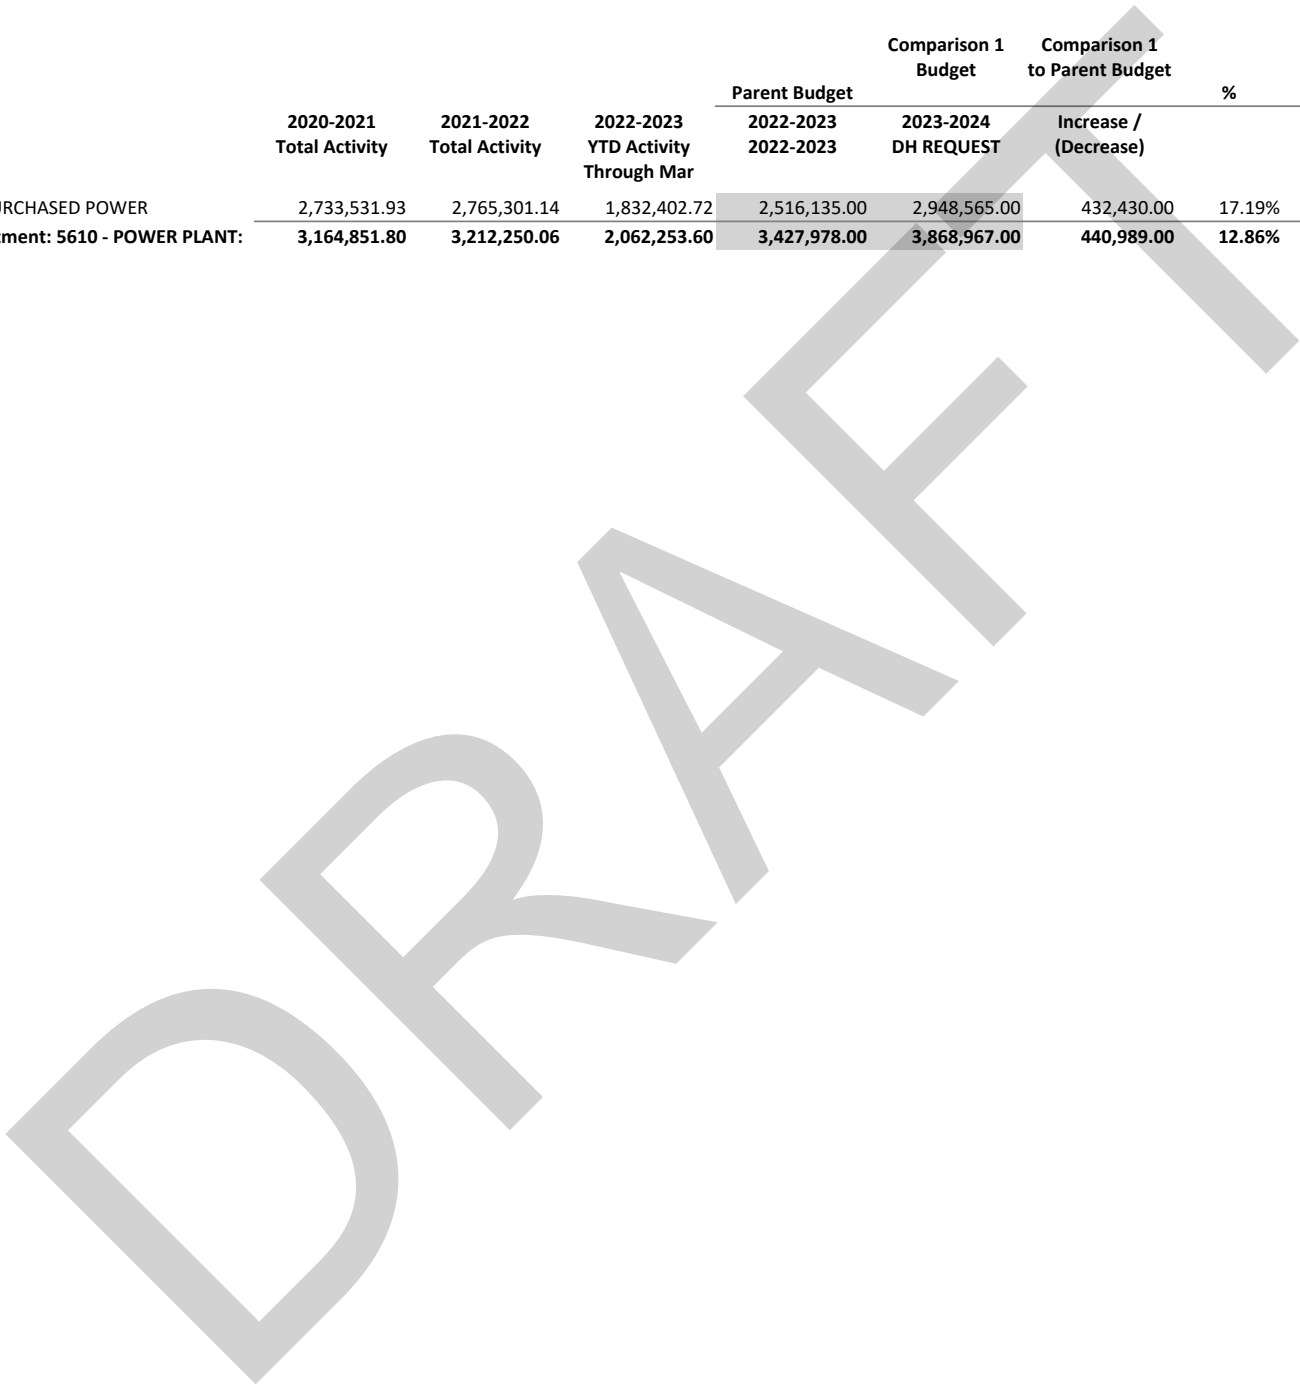 Comparison 1 Comparison 1
Budget to Parent Budget
Parent Budget %
2020-2021 2021-2022 2022-2023 2022-2023 2023-2024 Increase /
Total Activity Total Activity YTD Activity 2022-2023 DH REQUEST (Decrease)
Through Mar
URCHASED POWER 2,733,531.93 2,765,301.14 1,832,402.72 2,516,135.00 2,948,565.00 432,430.00 17.19%
tment: 5610 - POWER PLANT: 3,164,851.80 3,212,250.06 2,062,253.60 3,427,978.00 3,868,967.00 440,989.00 12.86%
DRAFT